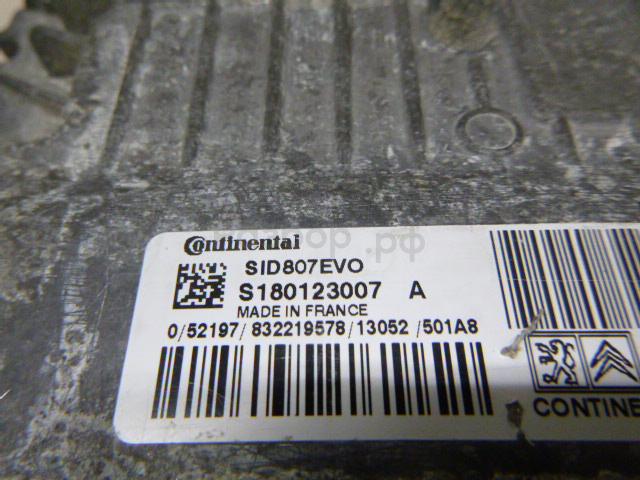 Continental
SID807EVO
S180123007 A
MADE IN FRANCE
0/52197/832219578/13052/501A8
CONTINE